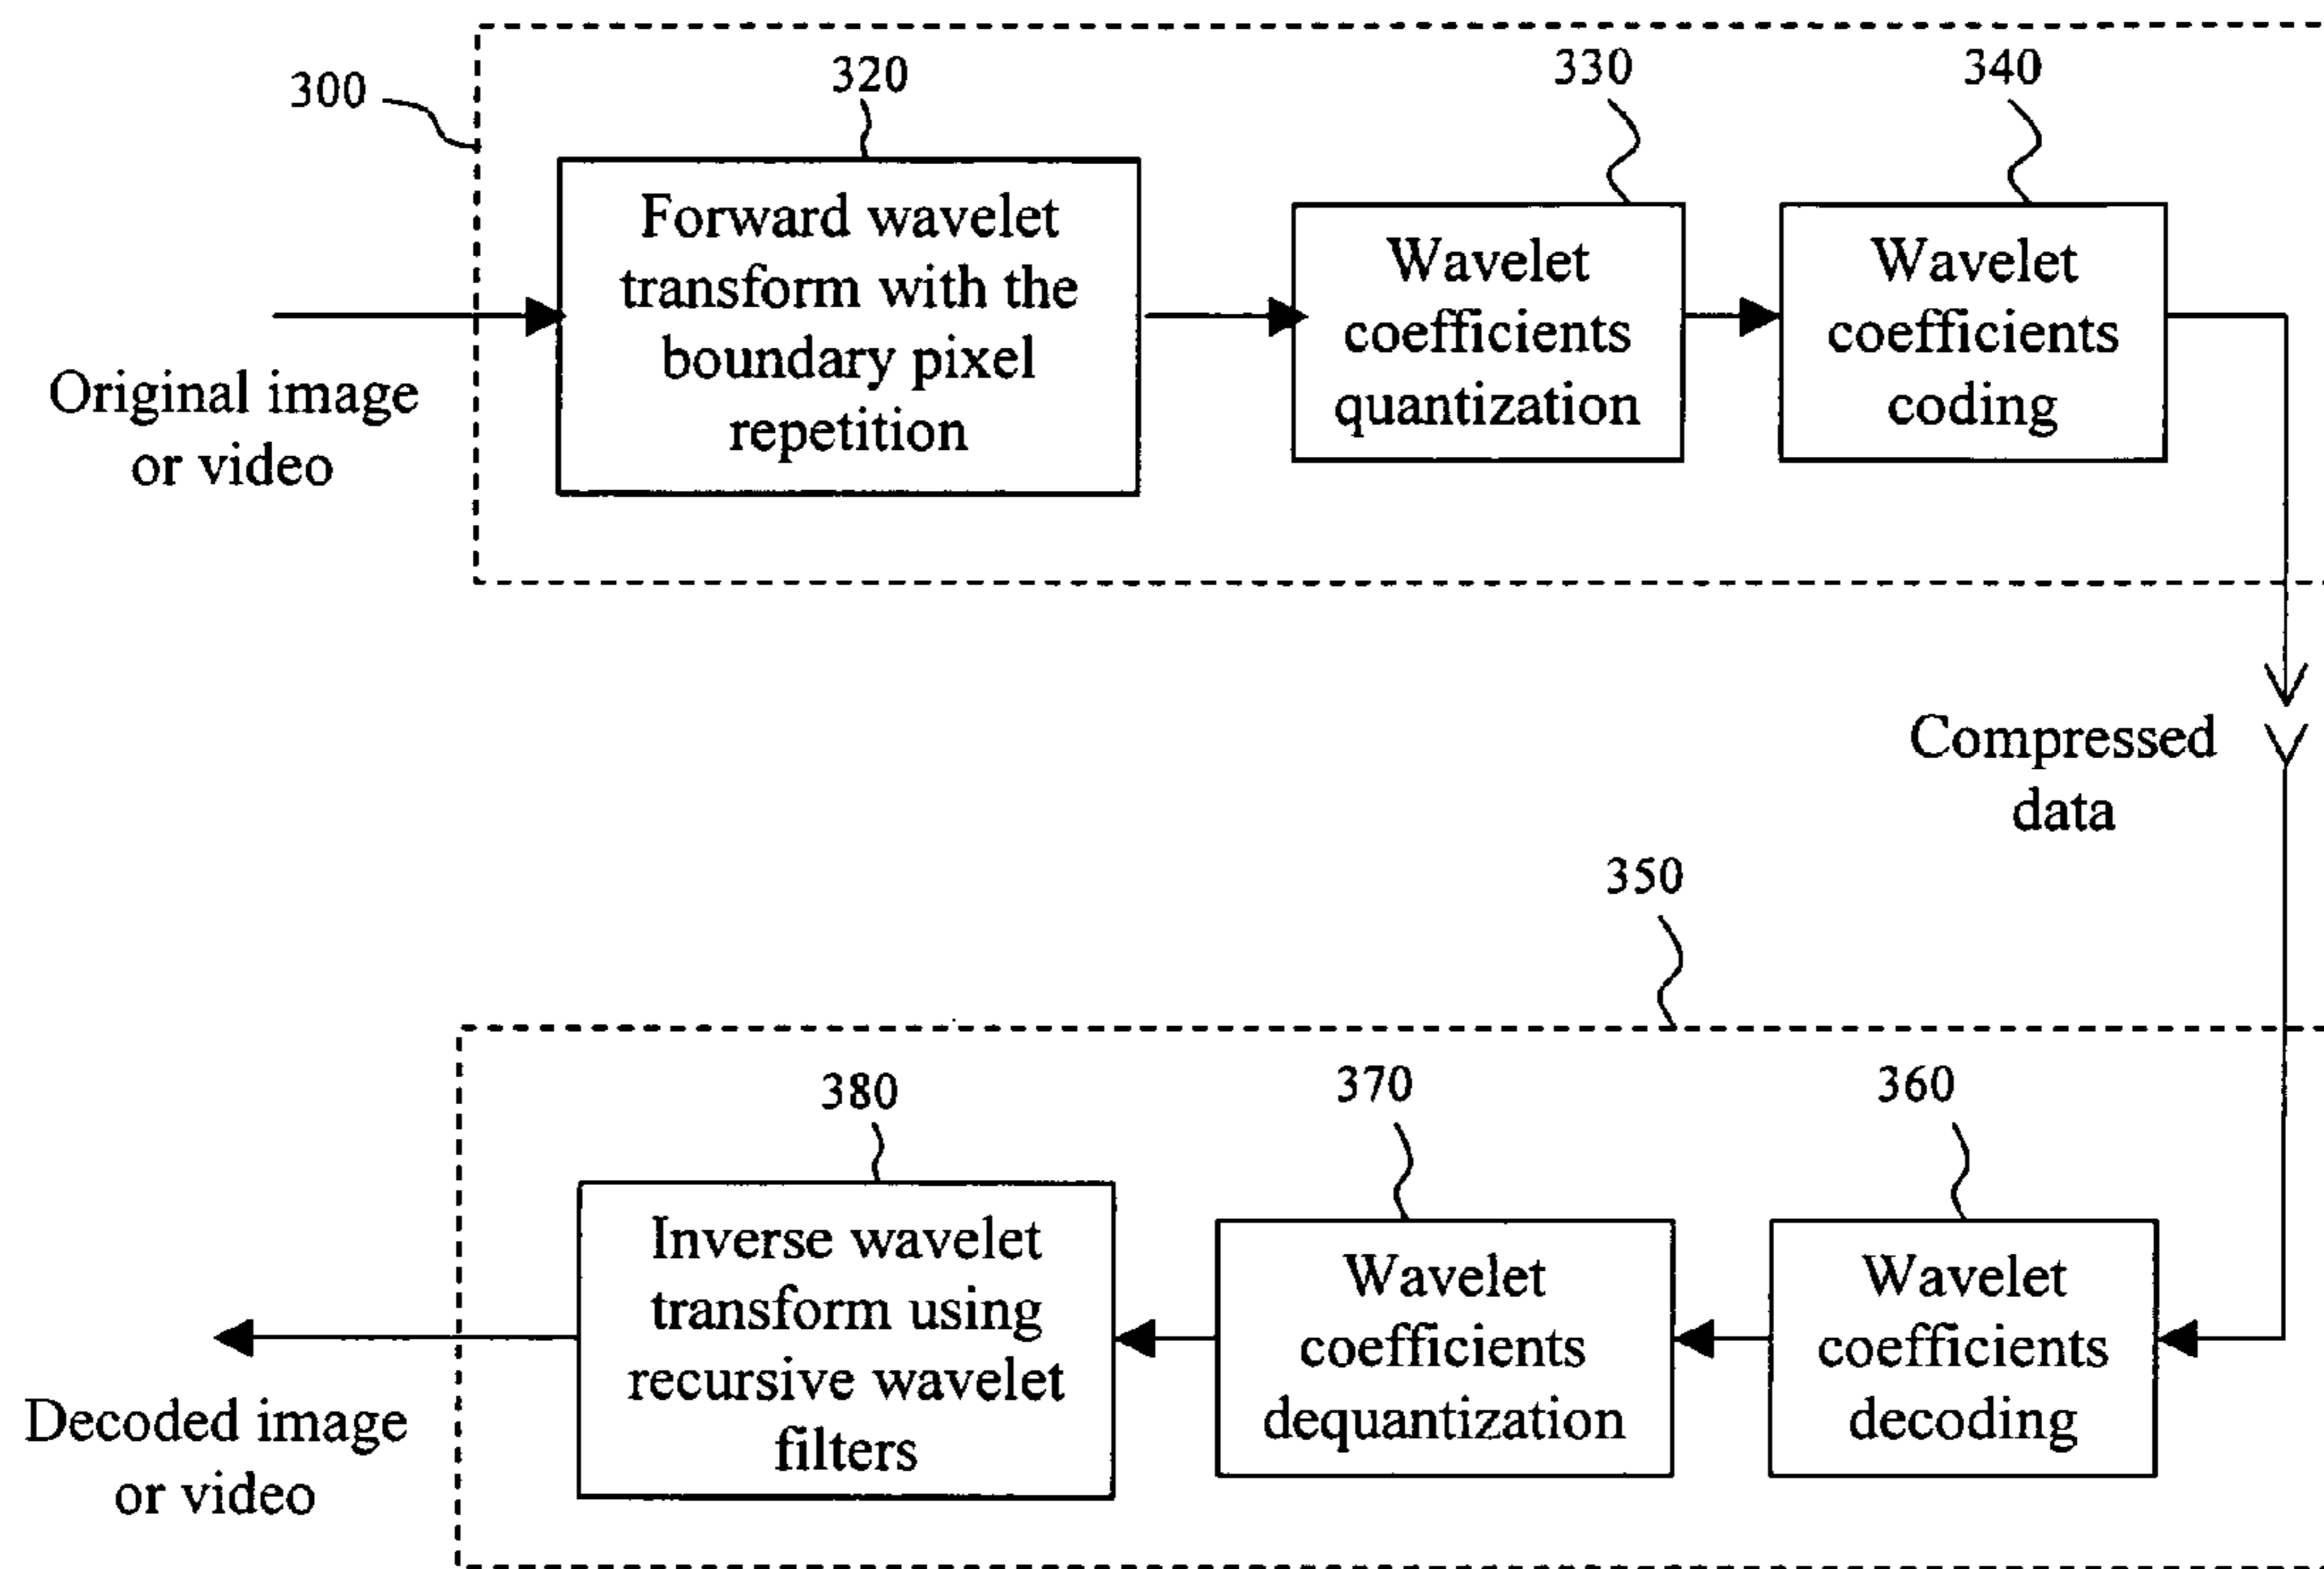 300
320
330
340
Forward wavelet
transform with the
boundary pixel
repetition
Wavelet
coefficients
quantization
Wavelet
coefficients
coding
Original image
or video
Compressed
data
350
380
370
360
Inverse wavelet
transform using
recursive wavelet
filters
Wavelet
coefficients
dequantization
Wavelet
coefficients
decoding
Decoded image
or video